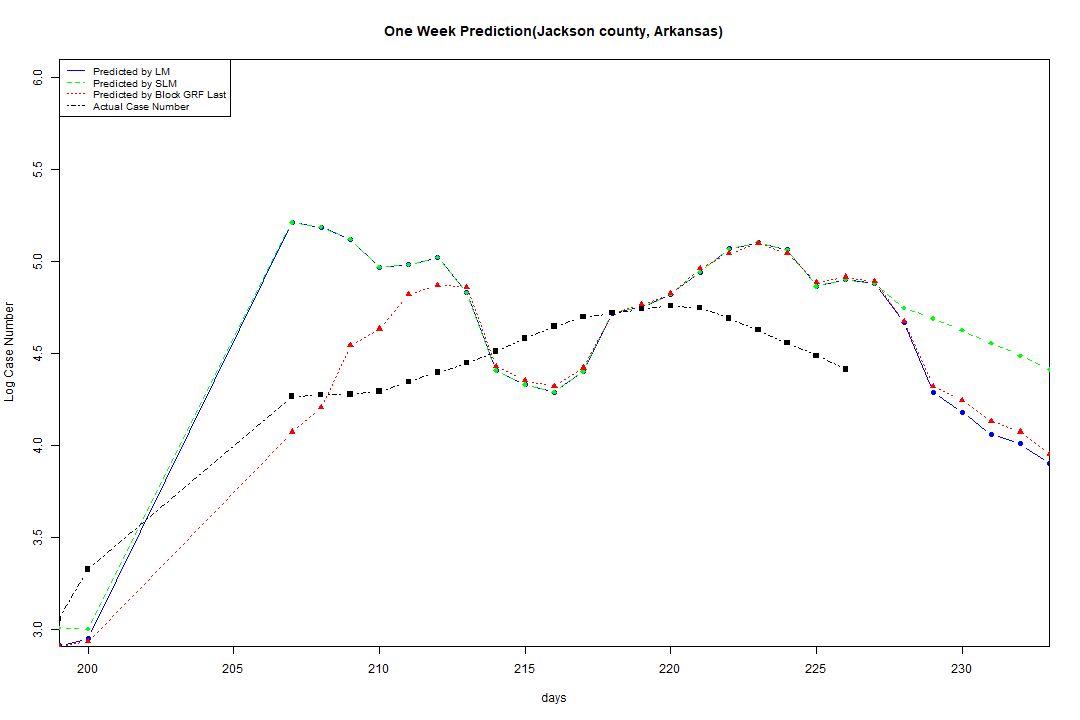 One Week Prediction(Jackson county, Arkansas)
Predicted by LM
Predicted by SLM
Predicted by Block GRF Last
Actual Case Number
Log Case Number
6.0
5.5
5.0
4.5
4.0
3.5
3.0
200 205 210 215 220 225 230
days